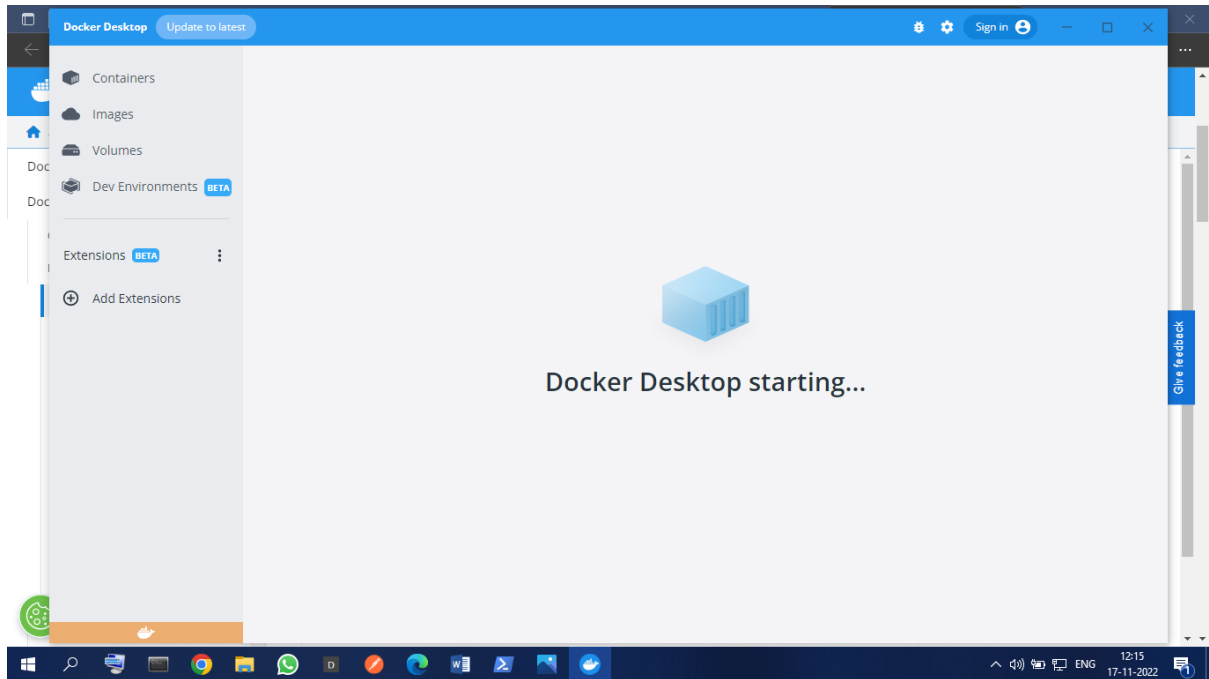 Docker Desktop Update to latest Sign in
Containers
Images
Volumes
Dev Environments BETA
Extensions BETA
Add Extensions
Docker Desktop starting...
Doc
Doc
Give feedback
D
W
ENG
12:15
17-11-2022
1